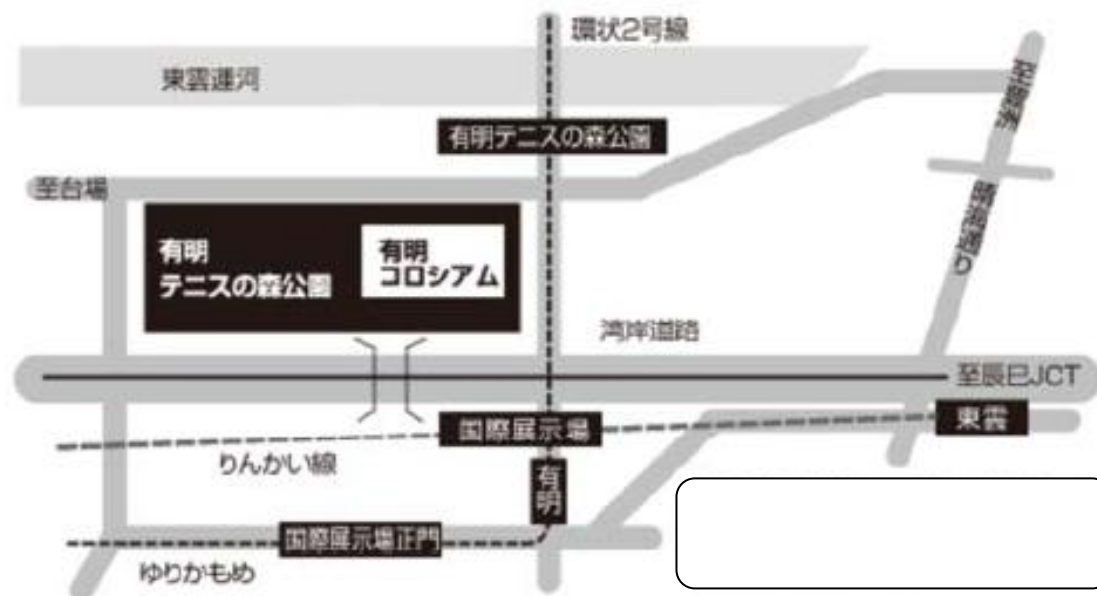 環状2号線
東雲運河
有明テニスの森公園
至台場
有明
テニスの森公園
有明
コロシアム
晴海通り
湾岸道路
至辰巳JCT
国際展示場
東雲
りんかい線
有明
国際展示場正門
ゆりかもめ